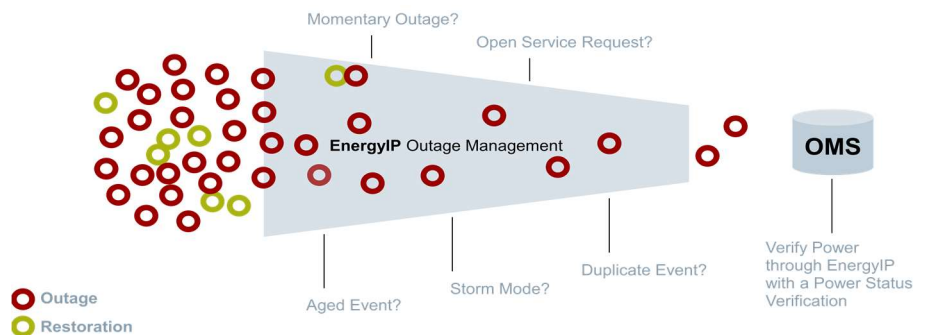 Momentary Outage?
Open Service Request?
EnergyIP Outage Management
OMS
Verify Power
through EnergyIP
with a Power Status
Verification
Duplicate Event?
Storm Mode?
Aged Event?
Outage
Restoration